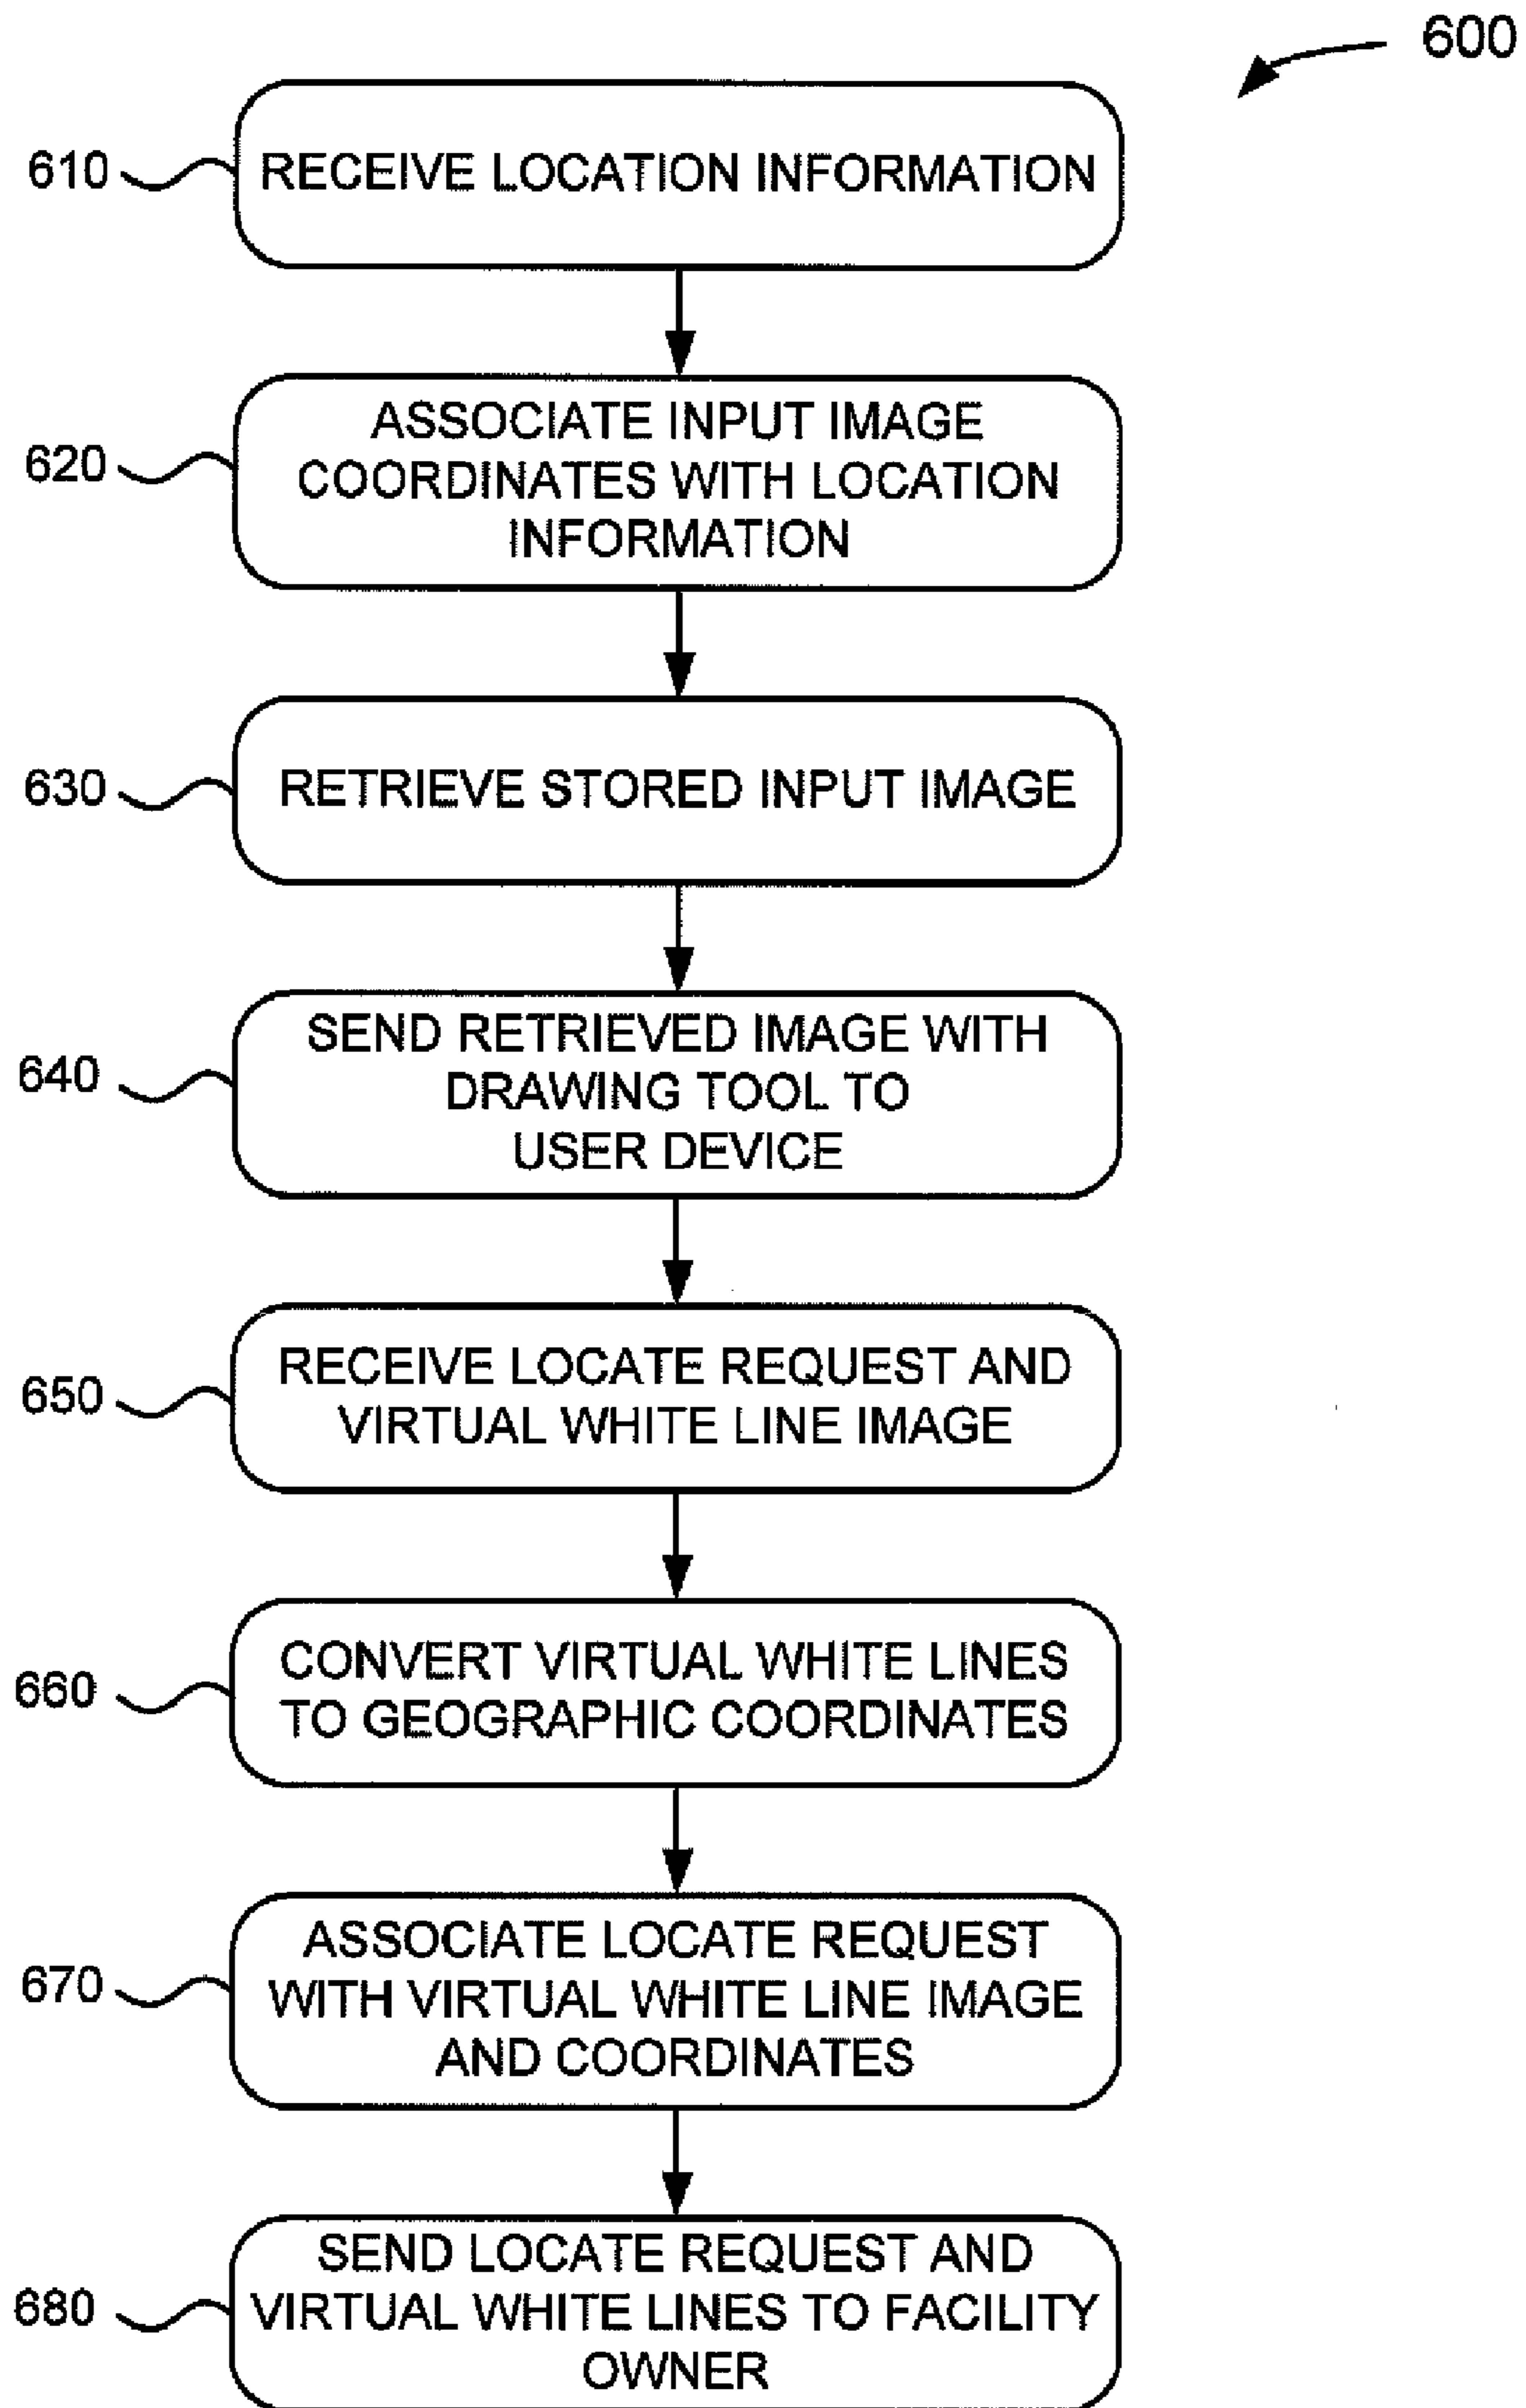 600
610
RECEIVE LOCATION INFORMATION
620
ASSOCIATE INPUT IMAGE
COORDINATES WITH LOCATION
INFORMATION
630
RETRIEVE STORED INPUT IMAGE
640
SEND RETRIEVED IMAGE WITH
DRAWING TOOL TO
USER DEVICE
650
RECEIVE LOCATE REQUEST AND
VIRTUAL WHITE LINE IMAGE
660
CONVERT VIRTUAL WHITE LINES
TO GEOGRAPHIC COORDINATES
670
ASSOCIATE LOCATE REQUEST
WITH VIRTUAL WHITE LINE IMAGE
AND COORDINATES
680
SEND LOCATE REQUEST AND
VIRTUAL WHITE LINES TO FACILITY
OWNER